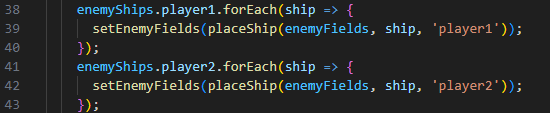 38 enemyShips.player1.forEach(ship => {
39 setEnemyFields(placeShip(enemyFields, ship, 'player1'));
40 });
41 enemyShips.player2.forEach(ship => {
42 setEnemyFields(placeShip(enemyFields, ship, 'player2'));
43 });